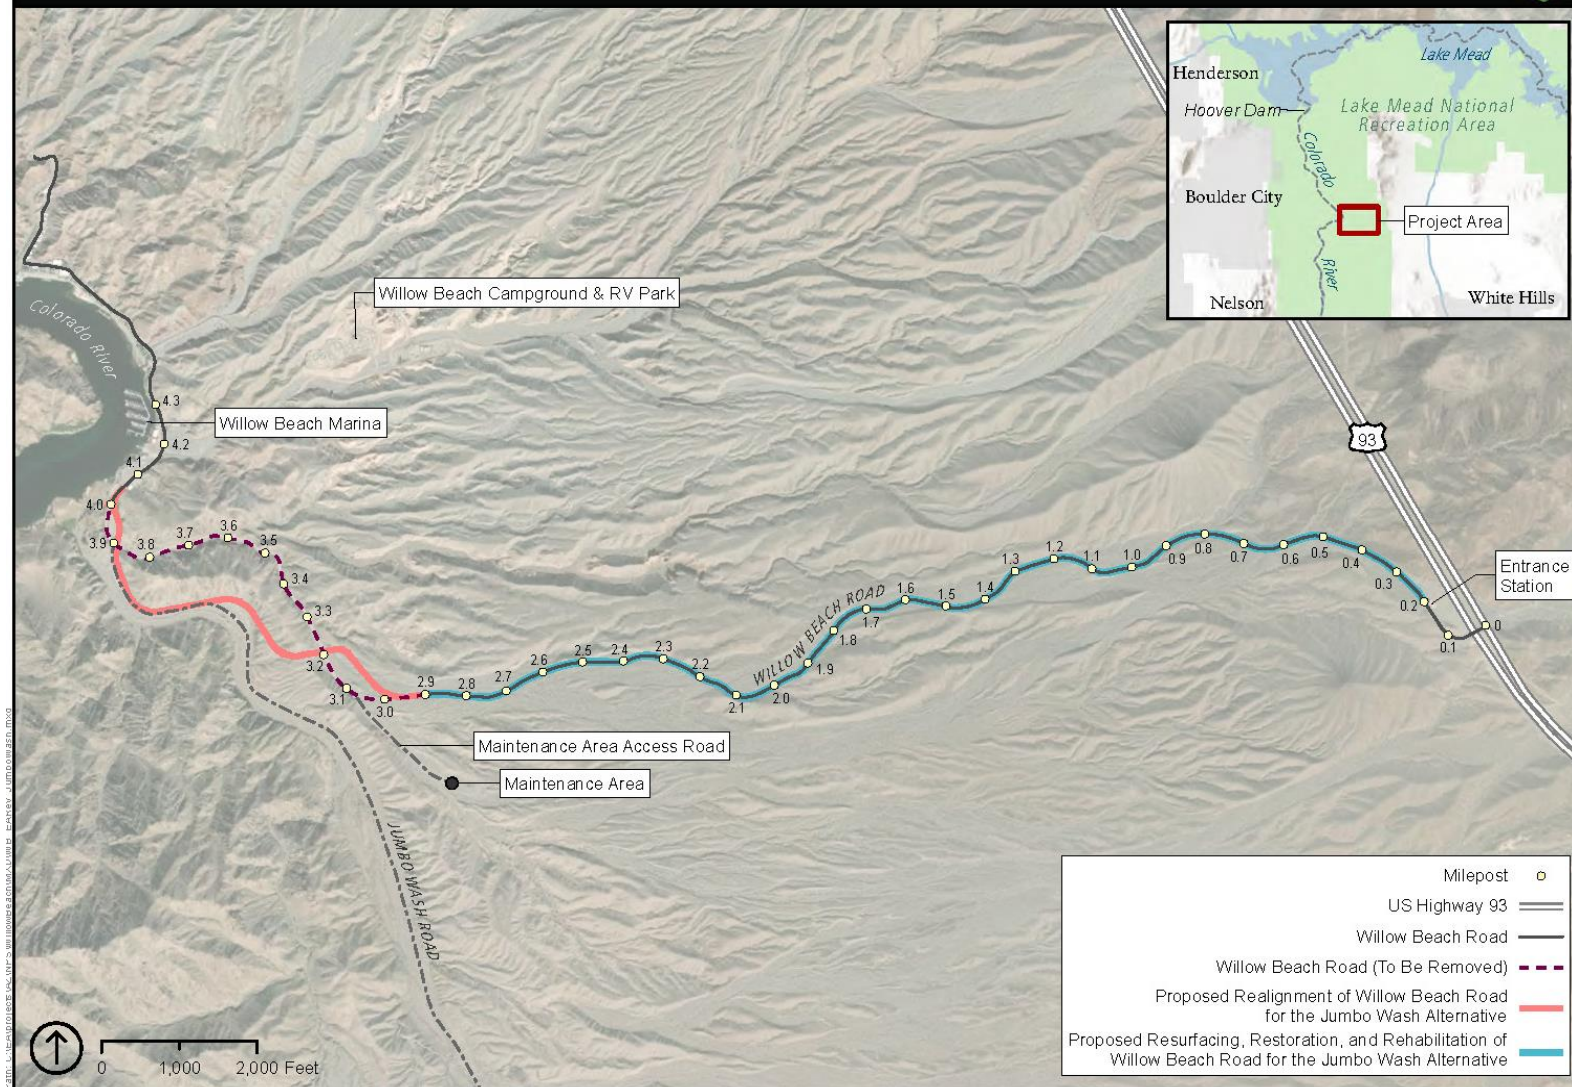 Lake Mead
Henderson
Hoover Dam
Lake Mead National
Recreation Area
Colorado
Boulder City
Project Area
River
Nelson
White Hills
Willow Beach Campground & RV Park
Colorado River
4.3
Willow Beach Marina
4.2
93
4.1
4.0
3.9
3.8
3.7
3.6
3.5
3.4
3.3
3.2
3.1
3.0
2.9
2.8
2.7
2.6
2.5
2.4
2.3
2.2
2.1
2.0
1.9
1.8
1.7
1.6
1.5
1.4
1.3
1.2
1.1
1.0
0.9
0.8
0.7
0.6
0.5
0.4
0.3
0.2
0.1
0
WILLOW BEACH ROAD
Entrance
Station
Maintenance Area Access Road
Maintenance Area
JUMBO WASH ROAD
Milepost
US Highway 93
Willow Beach Road
Willow Beach Road (To Be Removed)
Proposed Realignment of Willow Beach Road
for the Jumbo Wash Alternative
Proposed Resurfacing, Restoration, and Rehabilitation of
Willow Beach Road for the Jumbo Wash Alternative
0 1,000 2,000 Feet